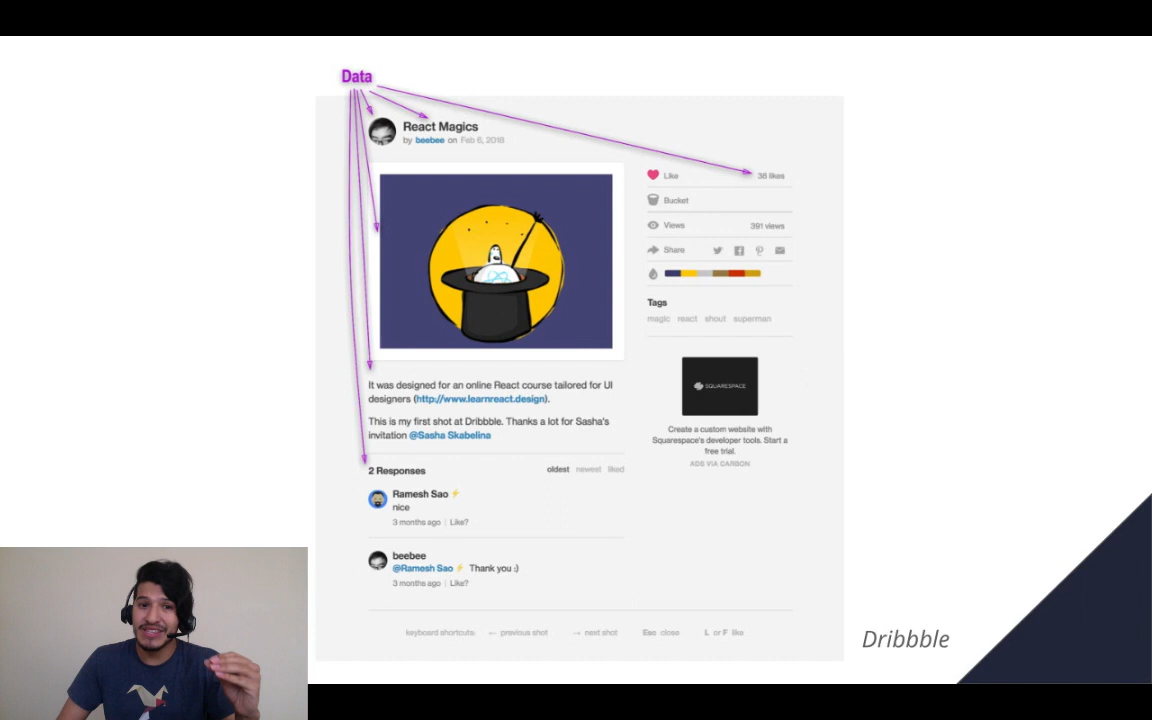 Data
React Magics
by beebee on Feb 6, 2018
Like 36 likes
Bucket
Views 391 views
Share
Tags
magic react shout superman
SQUARESPACE
Create a custom website with
Squarespace's developer tools. Start a
free trial.
ADS VIA CARBON
It was designed for an online React course tailored for UI
designers (http://www.learnreact.design).
This is my first shot at Dribbble. Thanks a lot for Sasha's
invitation @Sasha Skabelina
2 Responses oldest newest liked
Ramesh Sao ⚡
nice
3 months ago | Like?
beebee
@Ramesh Sao ⚡ Thank you :)
3 months ago | Like?
keyboard shortcuts: ← previous shot → next shot Esc close L or F like
Dribbble